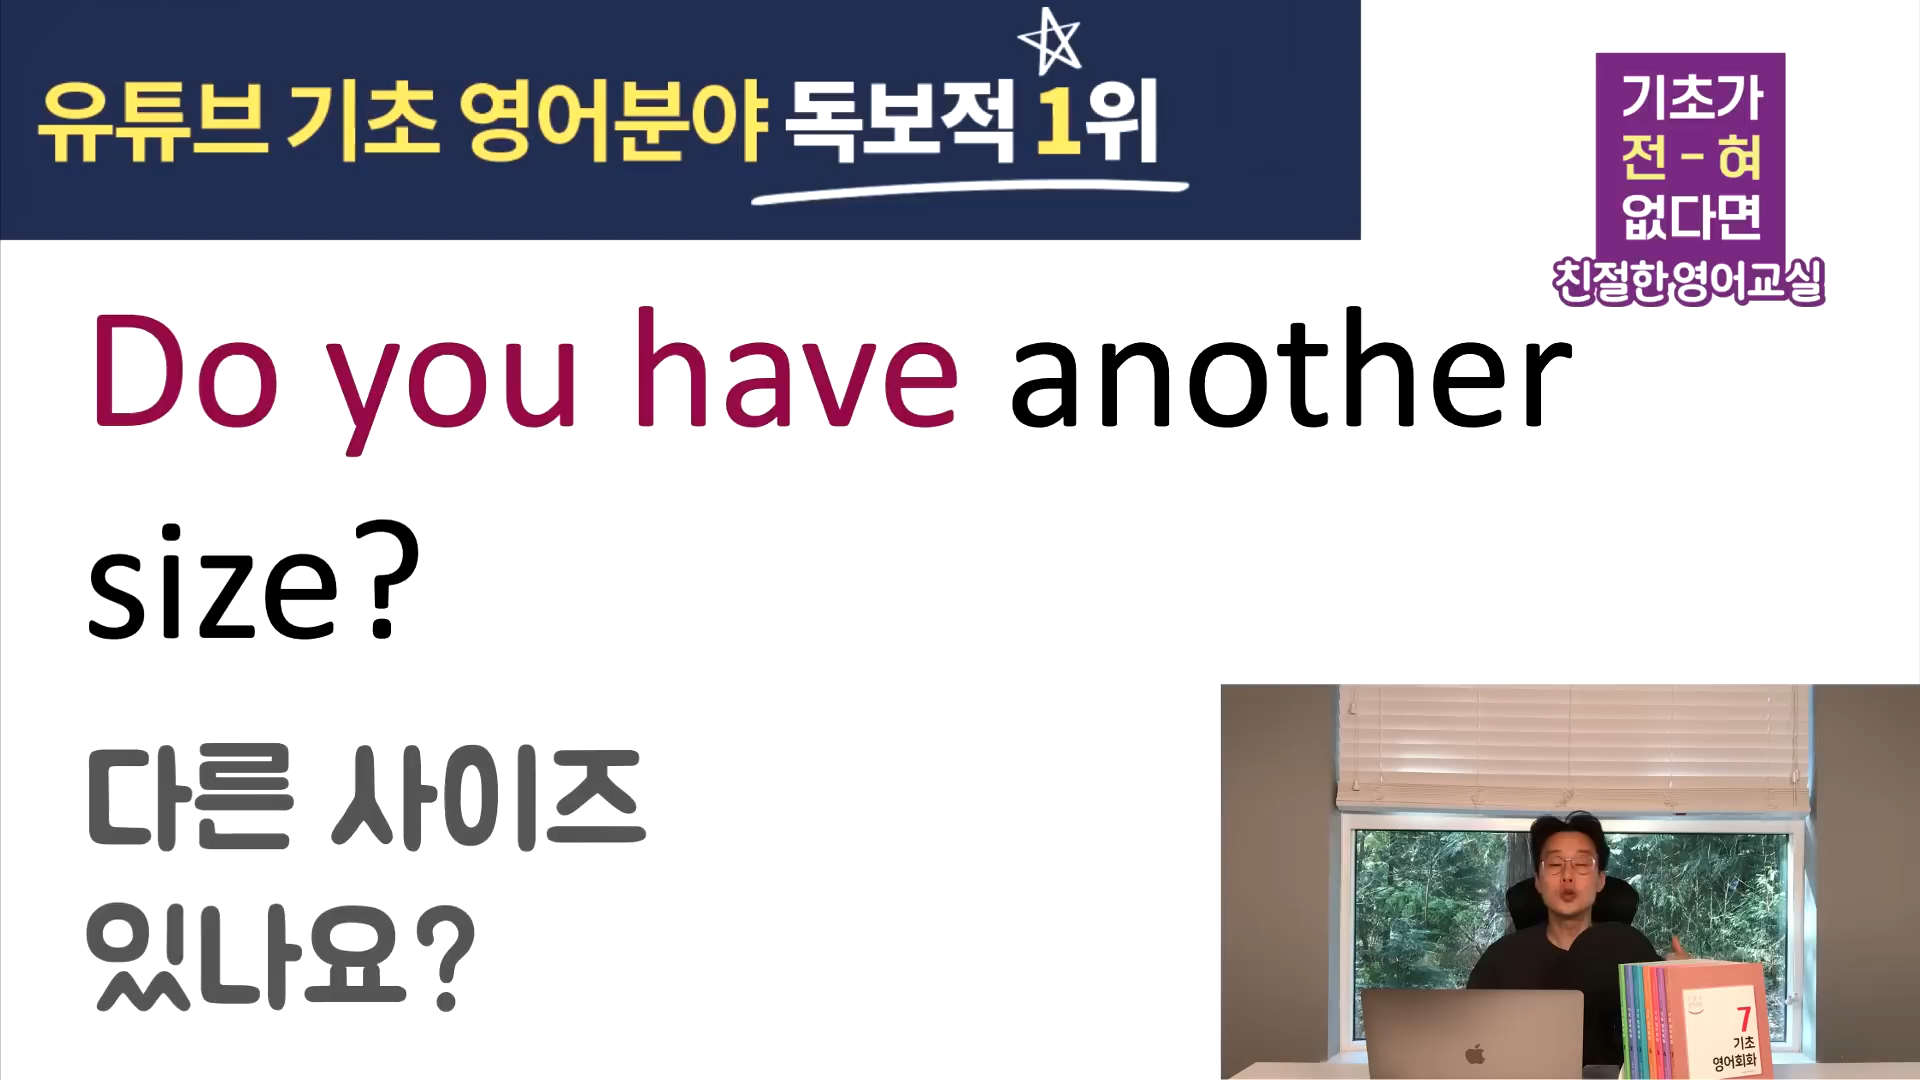 유튜브 기초 영어분야 독보적 1위
기초가
전-혀
없다면
친절한영어교실
Do you have another
size?
다른 사이즈
있나요?
7
기초
영어회화